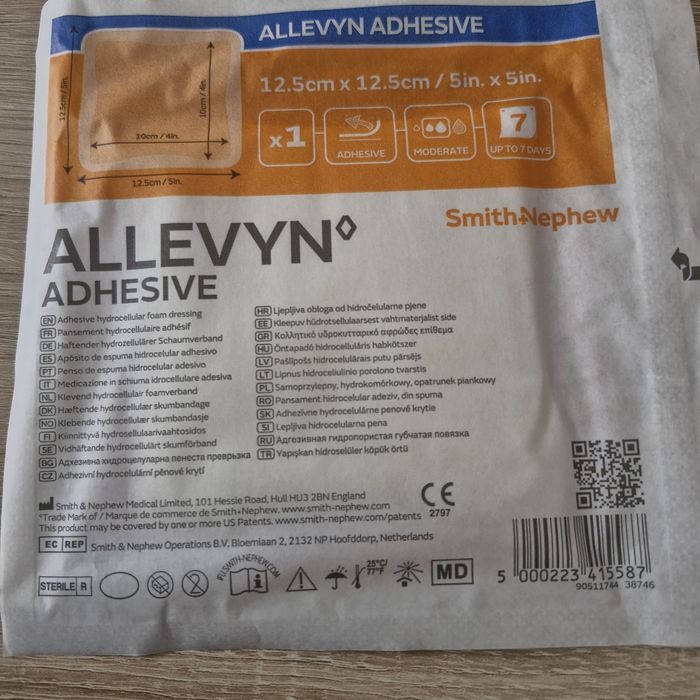 ALLEVYN ADHESIVE
12.5cm x 12.5cm / 5in. x 5in.
12.5cm / 5in.
10cm / 4in.
10cm / 4in.
12.5cm / 5in.
x1
ADHESIVE
MODERATE
7
UP TO 7 DAYS
Smith+Nephew
ALLEVYN◊
ADHESIVE
EN Adhesive hydrocellular foam dressing
FR Pansement hydrocellulaire adhésif
DE Haftender hydrozellulärer Schaumverband
ES Apósito de espuma hidrocelular adhesivo
PT Penso de espuma hidrocelular adesivo
IT Medicazione in schiuma idrocellulare adesiva
NL Klevend hydrocellulair foamverband
DK Hæftende hydrocellulær skumbandage
NO Klebende hydrocellulær skumbandasje
FI Kiinnittyvä hydrosellulaarivaahtosidos
SE Vidhäftande hydrocellulärt skumförband
BG Адхезивна хидроцелуларна пенеста превръзка
CZ Adhezivní hydrocelulární pěnové krytí
HR Ljepljiva obloga od hidrocelularne pjene
EE Kleepuv hüdrotsellulaarsest vahtmaterjalist side
GR Κολλητικό υδροκυτταρικό αφρώδες επίθεμα
HU Öntapadó hidrocelluláris habkötszer
LV Pašlīpošs hidrocelulārais putu pārsējs
LT Lipnus hidroceliulinio porolono tvarstis
PL Samoprzylepny, hydrokomórkowy, opatrunek piankowy
RO Pansament hidrocelular adeziv, din spuma
SK Adhezívne hydrocelulárne penové krytie
SI Lepljiva hidrocelularna pena
RU Адгезивная гидропористая губчатая повязка
TR Yapışkan hidroselüler köpük örtü
Smith & Nephew Medical Limited, 101 Hessle Road, Hull HU3 2BN England
◊Trade Mark of / Marque de commerce de Smith+Nephew. www.smith-nephew.com
This product may be covered by one or more US Patents. www.smith-nephew.com/patents
CE
2797
EC REP Smith & Nephew Operations B.V, Bloemlaan 2, 2132 NP Hoofddorp, Netherlands
STERILE R
2
IFU.SMITH-NEPHEW.COM
i
25°C/
77°F
MD
5 000223 415587
90511744 38746